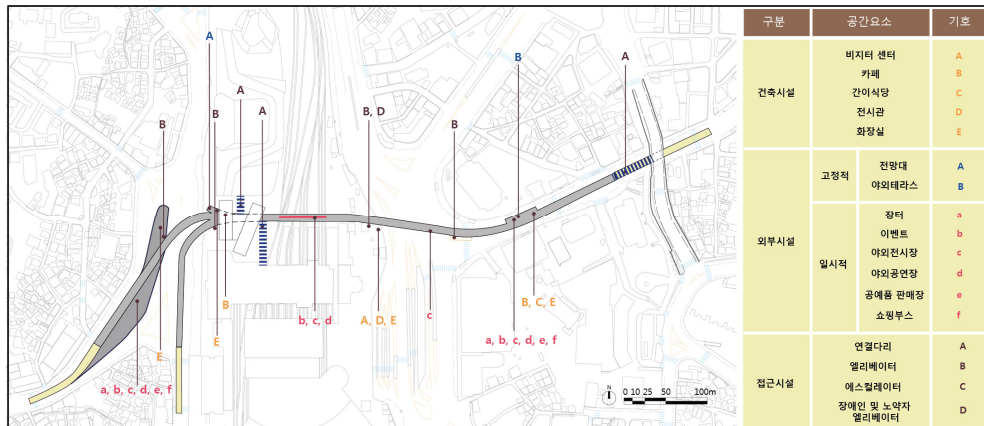 A
B
A
B
A
A
B
B, D
B
B
E
a, b, c, d, e, f
B
E
b, c, d
A, D, E
c
B, C, E
a, b, c, d, e, f
N
0 10 25 50 100m
구분 공간요소 기호
건축시설
비지터 센터 A
카페 B
간이식당 C
전시관 D
화장실 E
외부시설
고정적
전망대 A
야외테라스 B
일시적
장터 a
이벤트 b
야외전시장 c
야외공연장 d
공예품 판매장 e
쇼핑부스 f
접근시설
연결다리 A
엘리베이터 B
에스컬레이터 C
장애인 및 노약자
엘리베이터 D